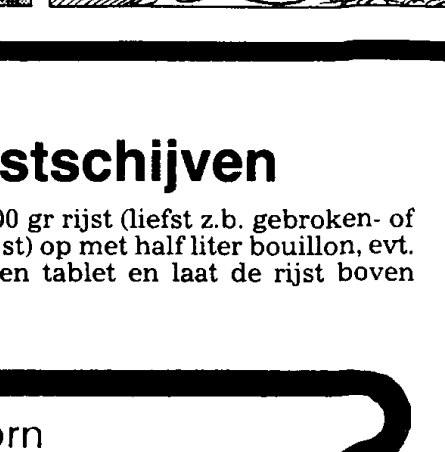 stschijven
00 gr rijst (liefst z.b. gebroken- of
st) op met half liter bouillon, evt.
en tablet en laat de rijst boven
orn